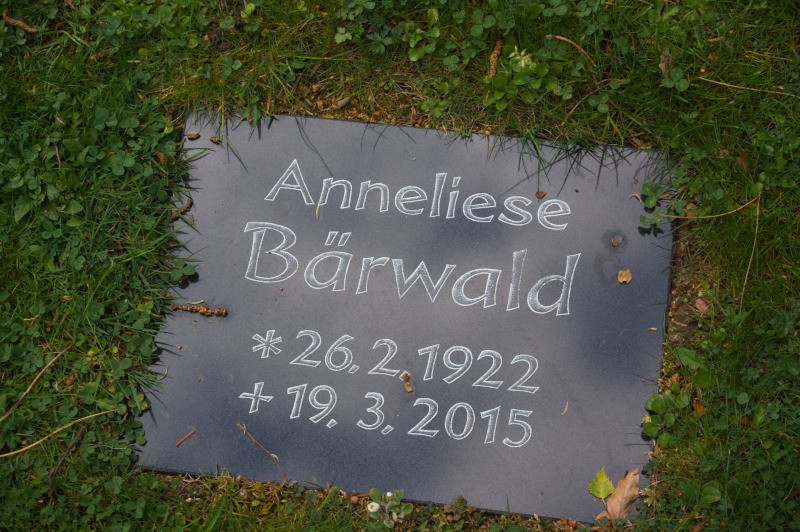 Anneliese
Bärwald
* 26.2.1922
+ 19.3.2015